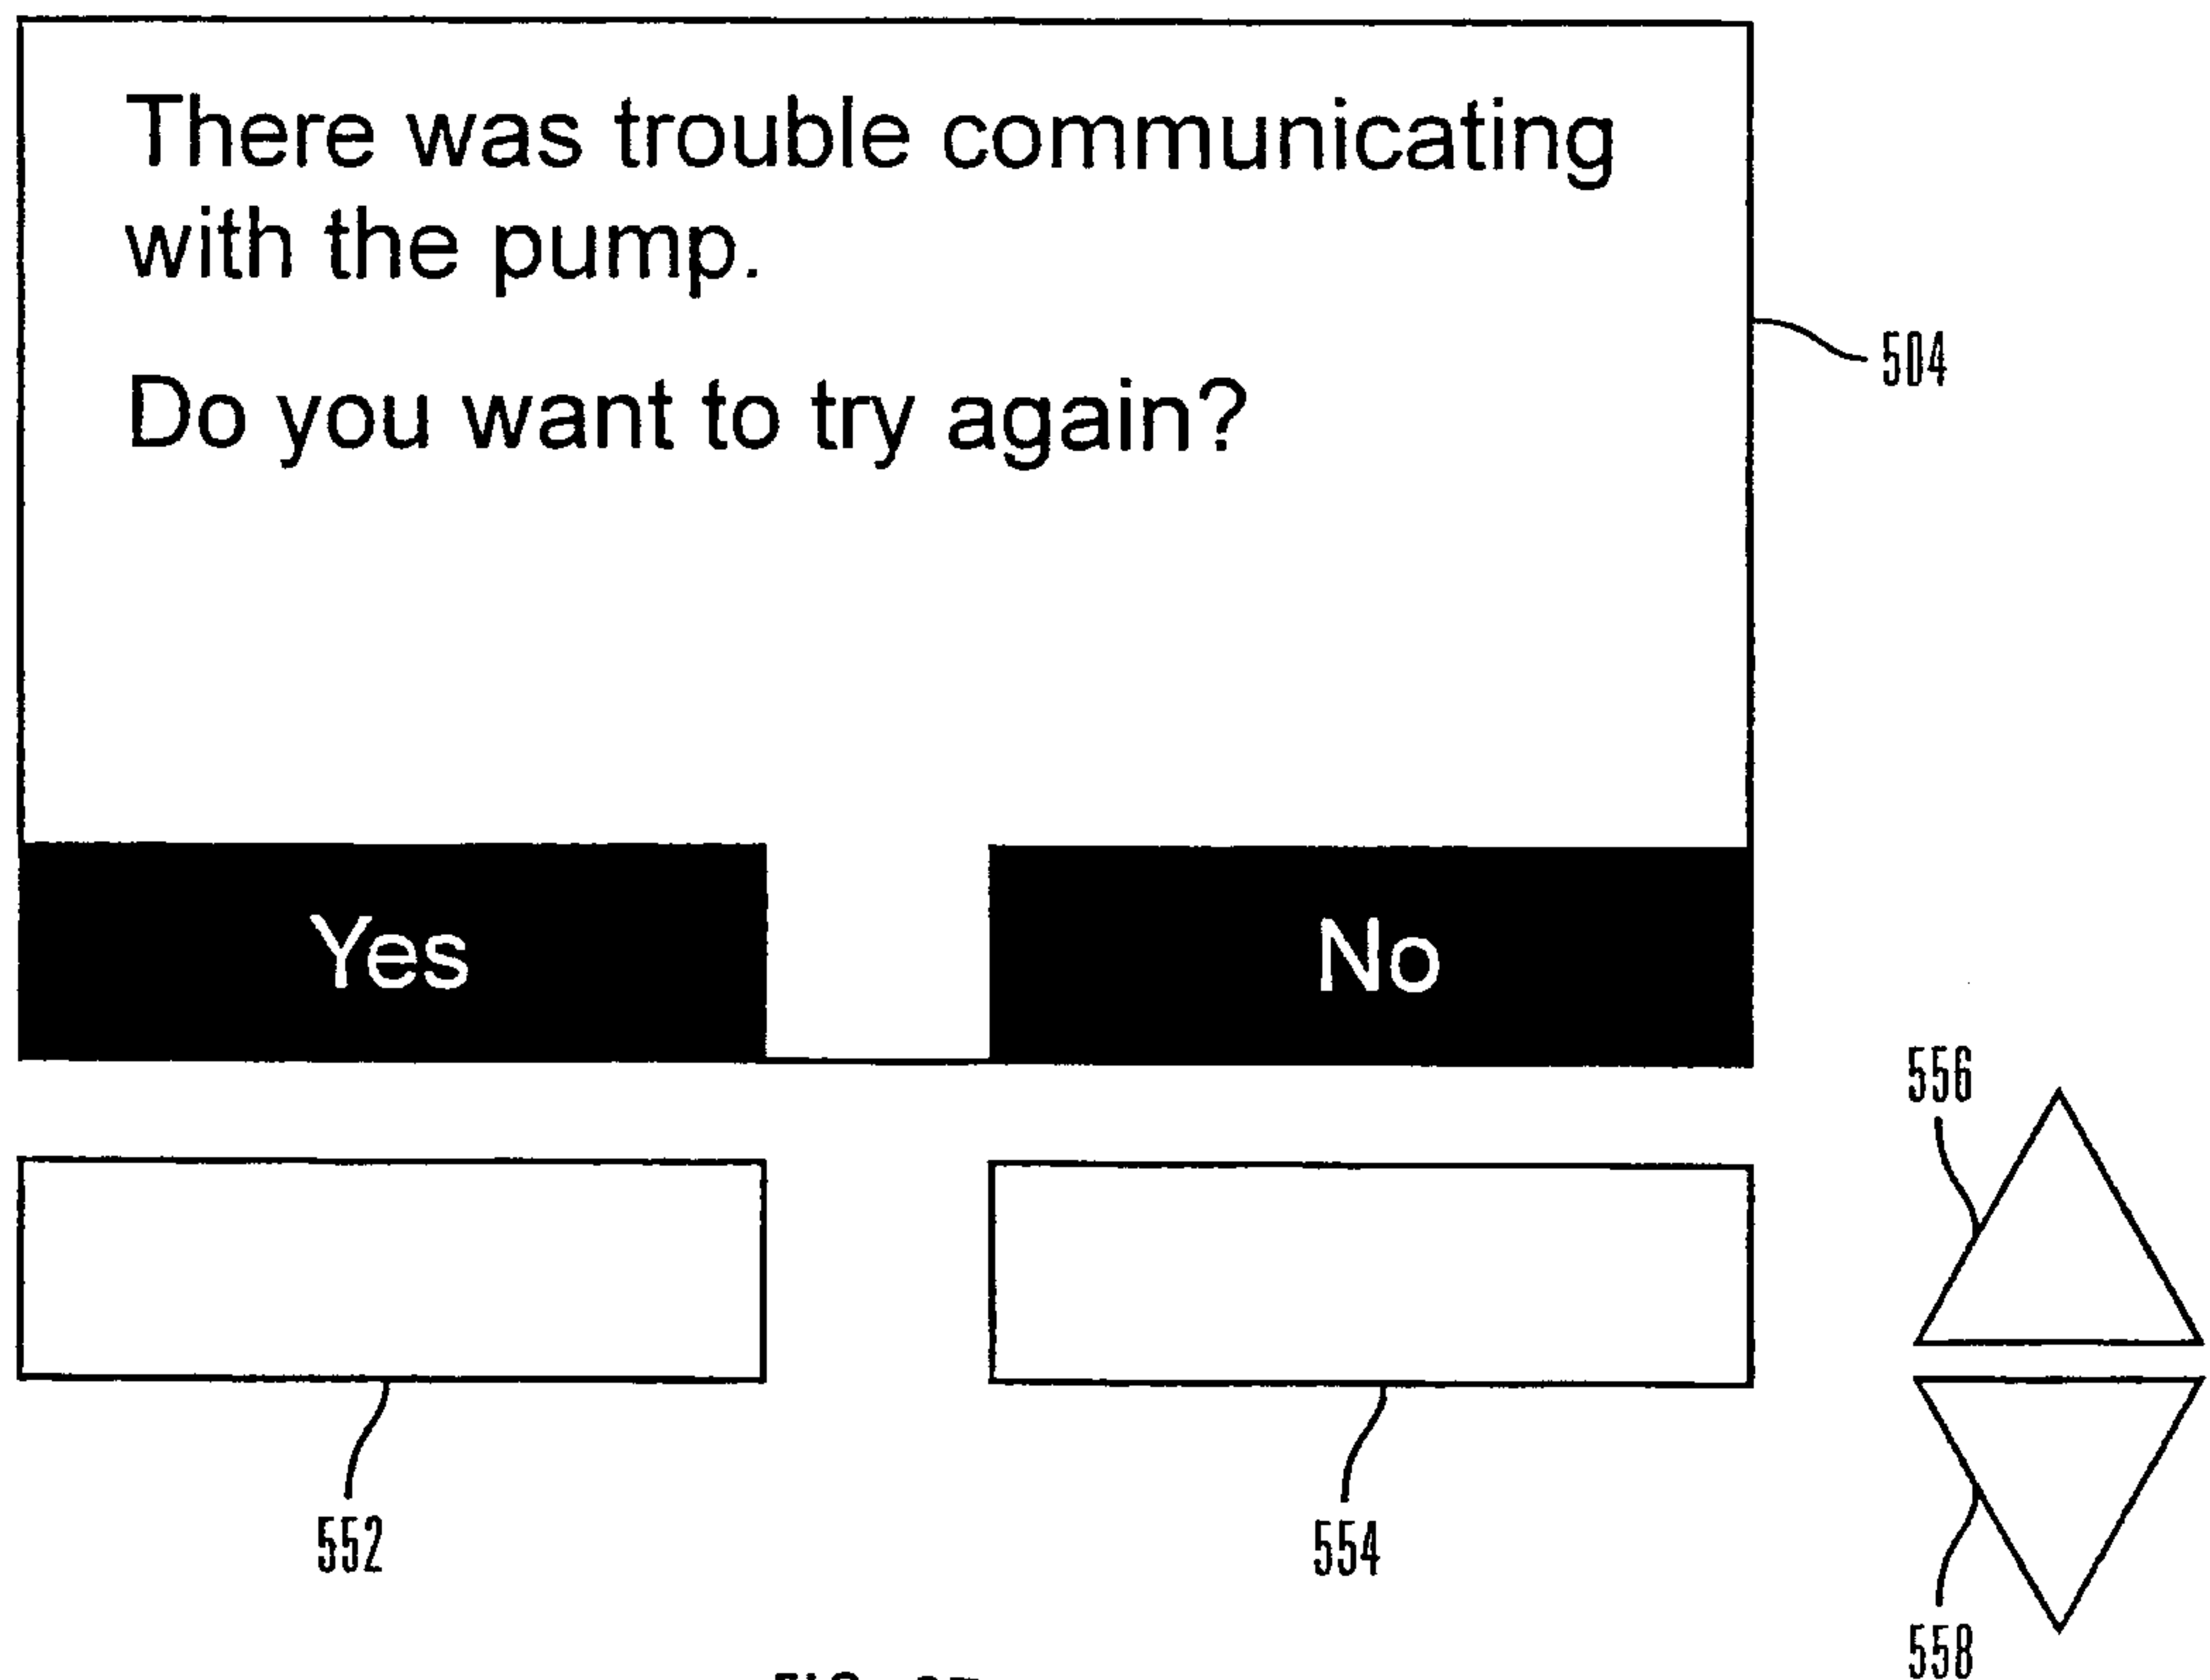 There was trouble communicating
with the pump.
504
Do you want to try again?
Yes No
556
552 554
558